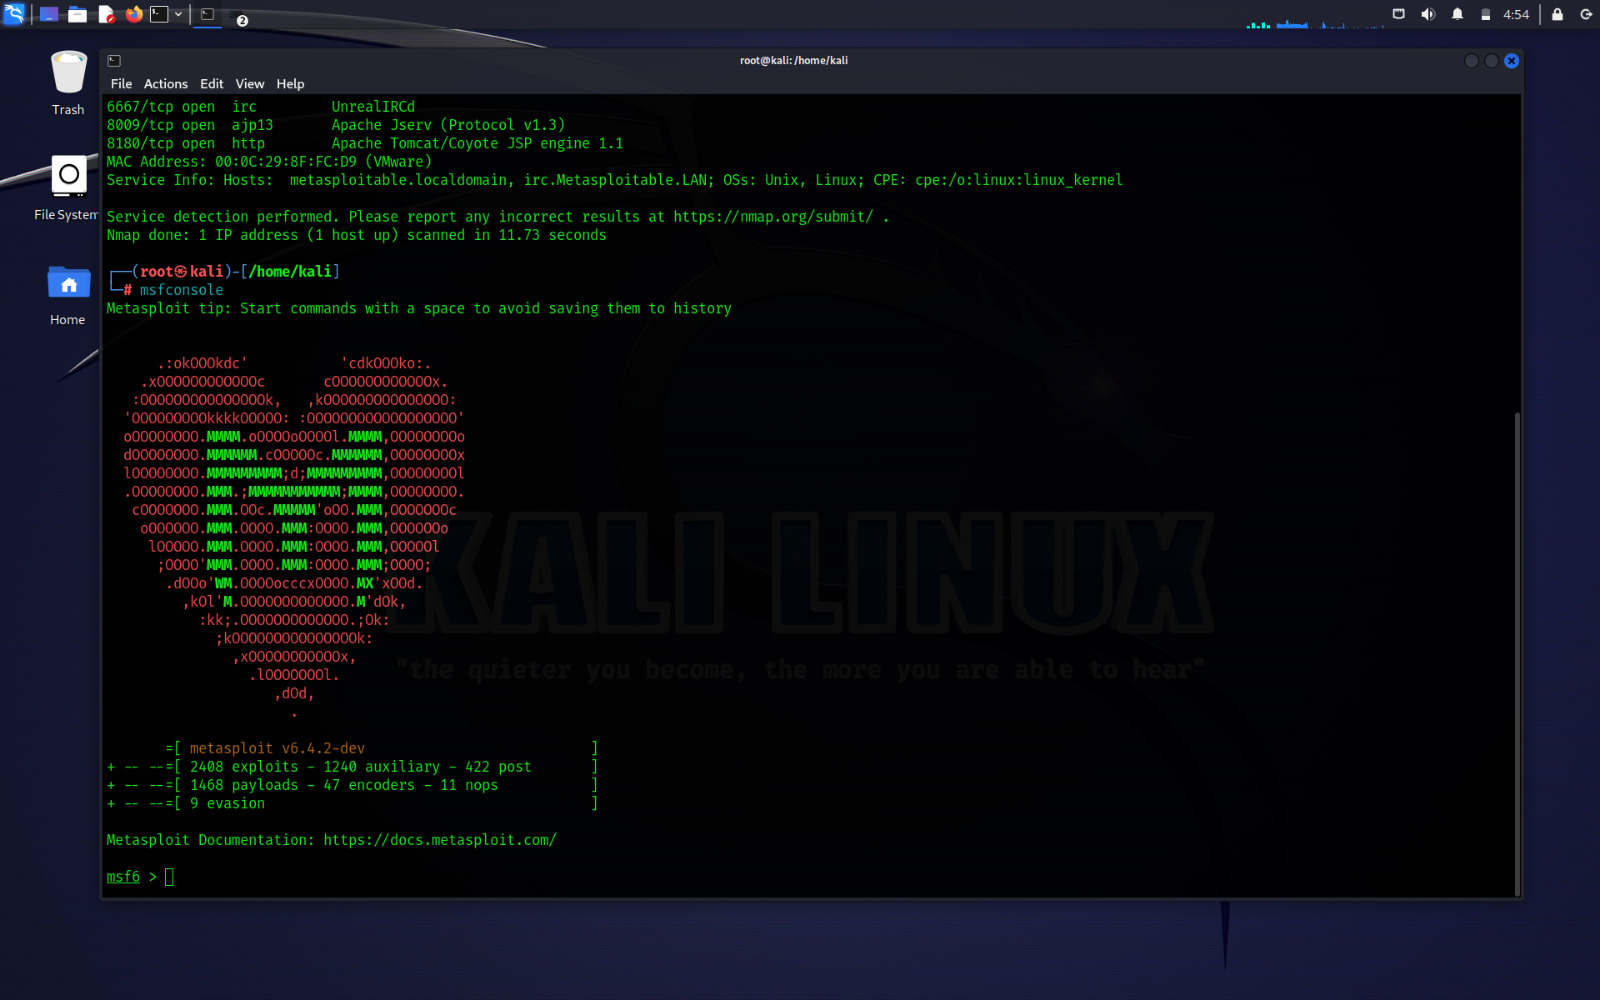 2
4:54
Trash
File System
Home
root@kali: /home/kali
File Actions Edit View Help
6667/tcp open  irc         UnrealIRCd
8009/tcp open  ajp13       Apache Jserv (Protocol v1.3)
8180/tcp open  http        Apache Tomcat/Coyote JSP engine 1.1
MAC Address: 00:0C:29:8F:FC:D9 (VMware)
Service Info: Hosts:  metasploitable.localdomain, irc.Metasploitable.LAN; OSs: Unix, Linux; CPE: cpe:/o:linux:linux_kernel
Service detection performed. Please report any incorrect results at https://nmap.org/submit/ .
Nmap done: 1 IP address (1 host up) scanned in 11.73 seconds
┌──(root㉿kali)-[/home/kali]
└─# msfconsole
Metasploit tip: Start commands with a space to avoid saving them to history
      .:okOOOkdc'           'cdkOOOko:.
    .xOOOOOOOOOOOOc       cOOOOOOOOOOOOx.
   :OOOOOOOOOOOOOOOk,   ,kOOOOOOOOOOOOOOO:
  'OOOOOOOOOkkkkOOOOO: :OOOOOOOOOOOOOOOOOO'
  oOOOOOOOO.MMMM.oOOOOoOOOOl.MMMM,OOOOOOOOo
  dOOOOOOOO.MMMMMM.cOOOOOc.MMMMMM,OOOOOOOOx
  lOOOOOOOO.MMMMMMMMM;d;MMMMMMMMM,OOOOOOOOl
  .OOOOOOOO.MMM.;MMMMMMMMMMM;MMMM,OOOOOOOO.
   cOOOOOOO.MMM.OOc.MMMMM'oOO.MMM,OOOOOOOc
    oOOOOOO.MMM.OOOO.MMM:OOOO.MMM,OOOOOOo
     lOOOOO.MMM.OOOO.MMM:OOOO.MMM,OOOOOl
      ;OOOO'MMM.OOOO.MMM:OOOO.MMM;OOOO;
       .dOOo'WM.OOOOocccxOOOO.MX'xOOd.
         ,kOl'M.OOOOOOOOOOOOO.M'dOk,
           :kk;.OOOOOOOOOOOOO.;Ok:
             ;kOOOOOOOOOOOOOOOk:
               ,xOOOOOOOOOOOx,
                 .lOOOOOOOl.
                    ,dOd,
                      .
       =[ metasploit v6.4.2-dev                           ]
+ -- --=[ 2408 exploits - 1240 auxiliary - 422 post       ]
+ -- --=[ 1468 payloads - 47 encoders - 11 nops           ]
+ -- --=[ 9 evasion                                       ]
Metasploit Documentation: https://docs.metasploit.com/
msf6 >
KALI LINUX
"the quieter you become, the more you are able to hear"